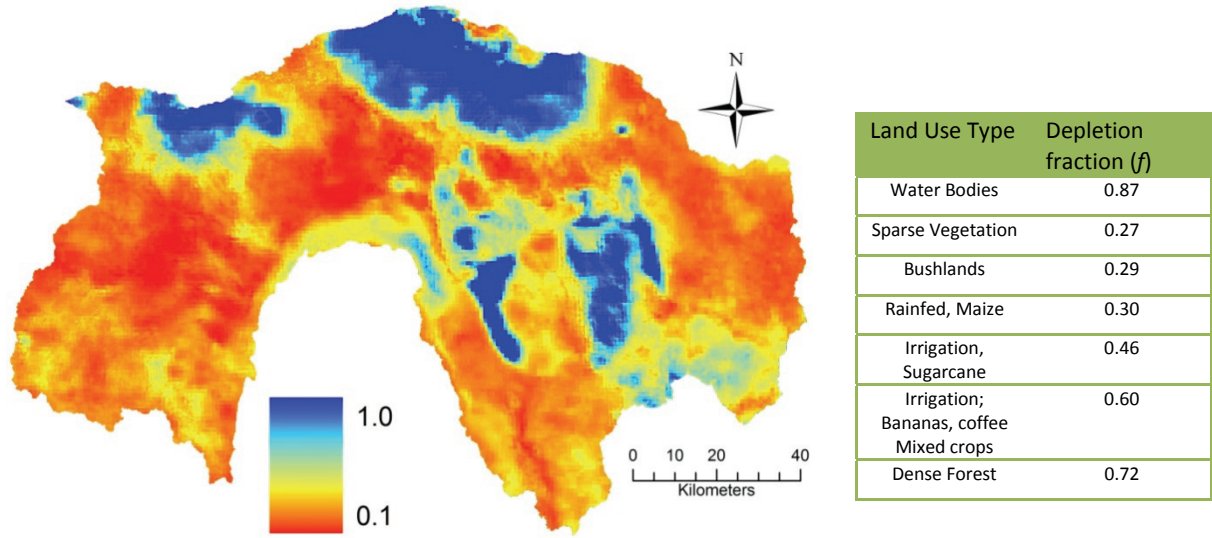 N
1.0
0.1
0 10 20 40
Kilometers
Land Use Type Depletion
fraction (f)
Water Bodies 0.87
Sparse Vegetation 0.27
Bushlands 0.29
Rainfed, Maize 0.30
Irrigation, 0.46
Sugarcane
Irrigation; 0.60
Bananas, coffee
Mixed crops
Dense Forest 0.72